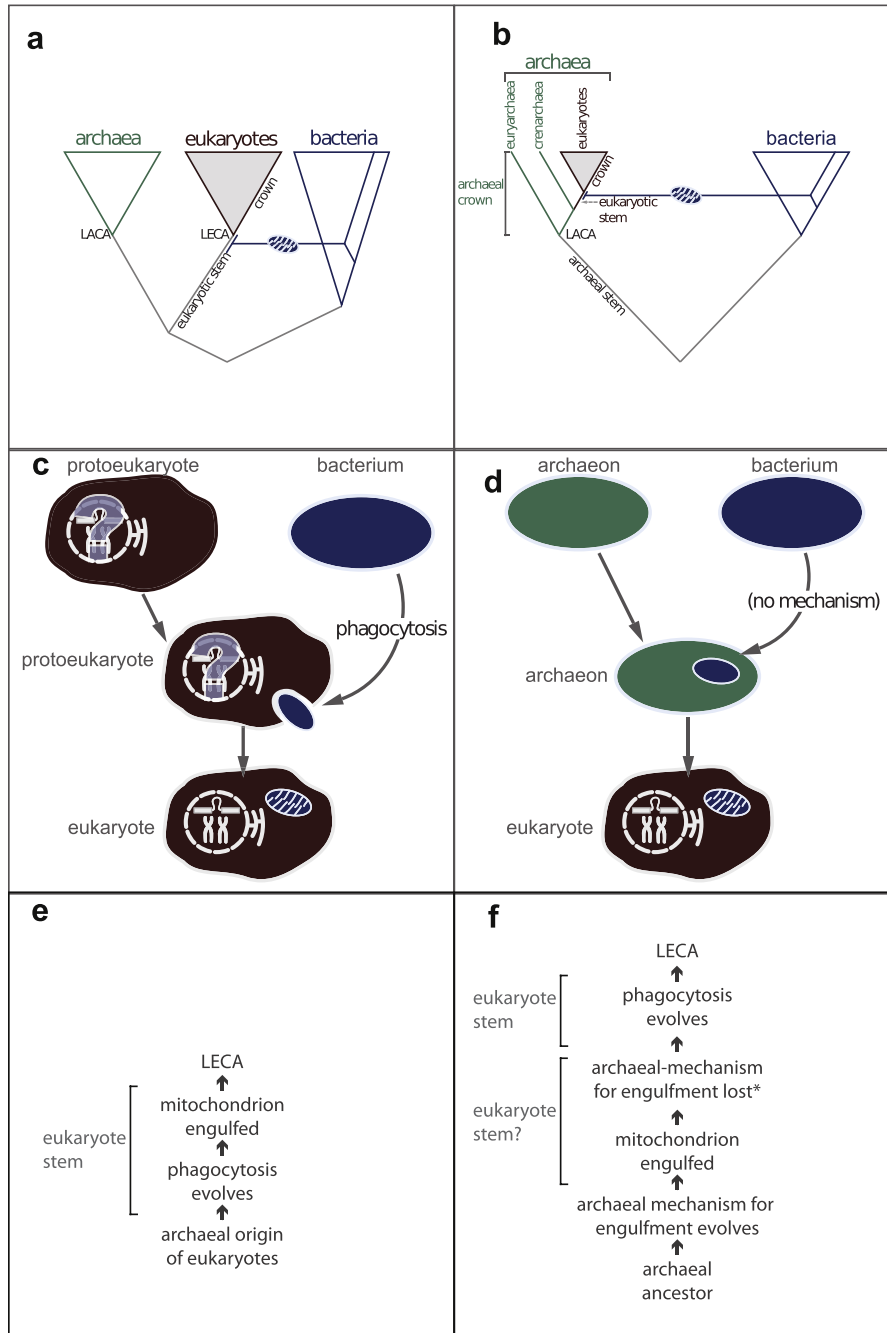 a
archaea
eukaryotes
bacteria
crown
LACA
LECA
eukaryotic stem
b
archaea
euryarchaea
crenarchaea
eukaryotes
bacteria
archaeal
crown
crown
eukaryotic
stem
LACA
archaeal stem
c
protoeukaryote
bacterium
phagocytosis
protoeukaryote
eukaryote
d
archaeon
bacterium
(no mechanism)
archaeon
eukaryote
e
LECA
mitochondrion
engulfed
eukaryote
stem
phagocytosis
evolves
archaeal origin
of eukaryotes
f
LECA
eukaryote
stem
phagocytosis
evolves
archaeal-mechanism
for engulfment lost*
eukaryote
stem?
mitochondrion
engulfed
archaeal mechanism for
engulfment evolves
archaeal
ancestor